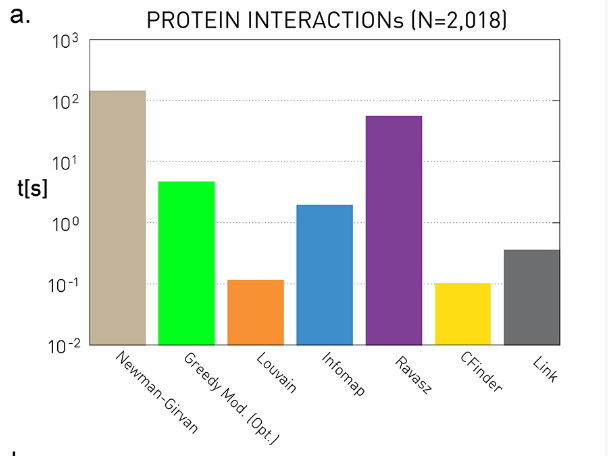 a.
PROTEIN INTERACTIONs (N=2,018)
10³
10²
10¹
10⁰
10⁻¹
10⁻²
t[s]
Newman-Girvan
Greedy Mod. (Opt.)
Louvain
Infomap
Ravasz
CFinder
Link